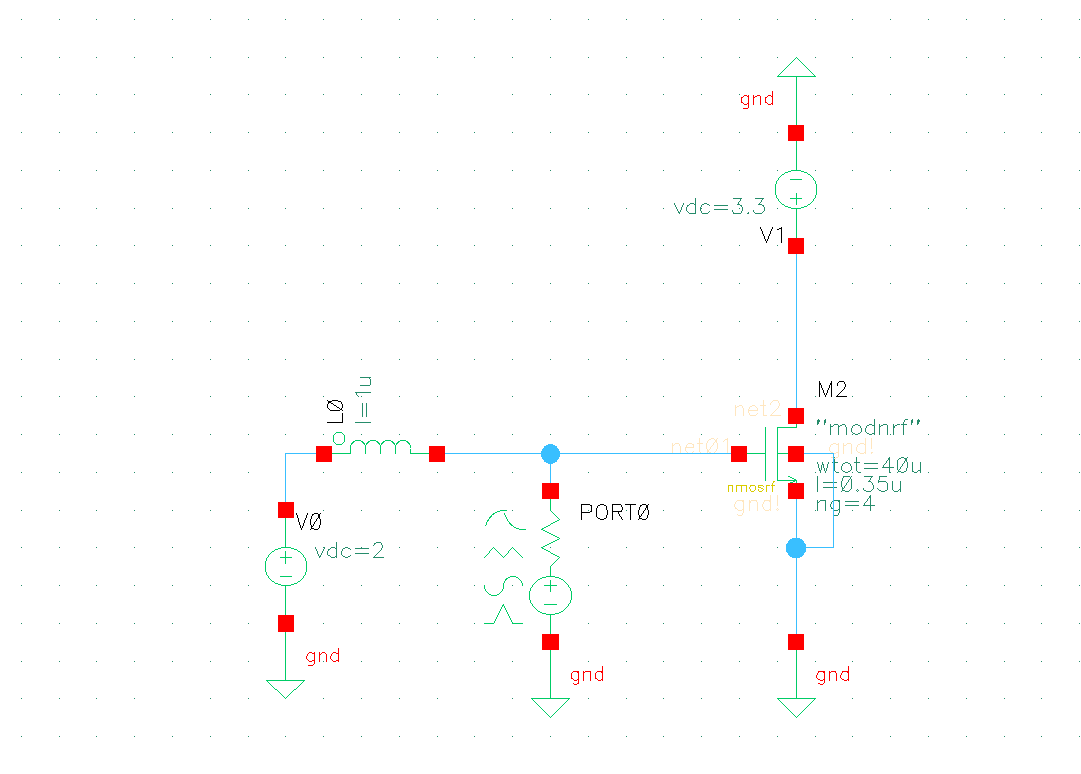 gnd
vdc=3.3
V1
L0
l=1u
M2
net2
"modnrf"
net01
gnd!
wtot=40u
l=0.35u
nmosrf
gnd!
ng=4
V0
vdc=2
PORT0
gnd
gnd
gnd